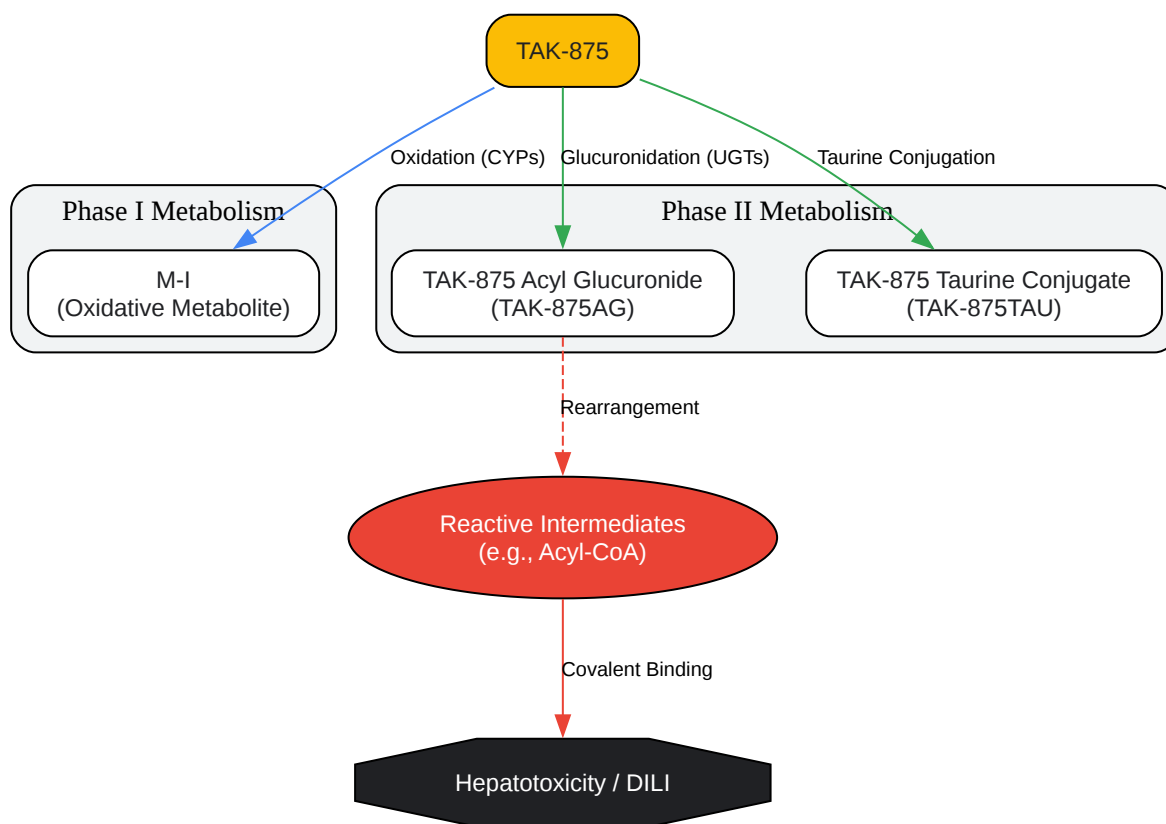 TAK-875
Oxidation (CYPs)
Glucuronidation (UGTs)
Taurine Conjugation
Phase I Metabolism
Phase II Metabolism
M-I
(Oxidative Metabolite)
TAK-875 Acyl Glucuronide
(TAK-875AG)
TAK-875 Taurine Conjugate
(TAK-875TAU)
Rearrangement
Reactive Intermediates
(e.g., Acyl-CoA)
Covalent Binding
Hepatotoxicity / DILI